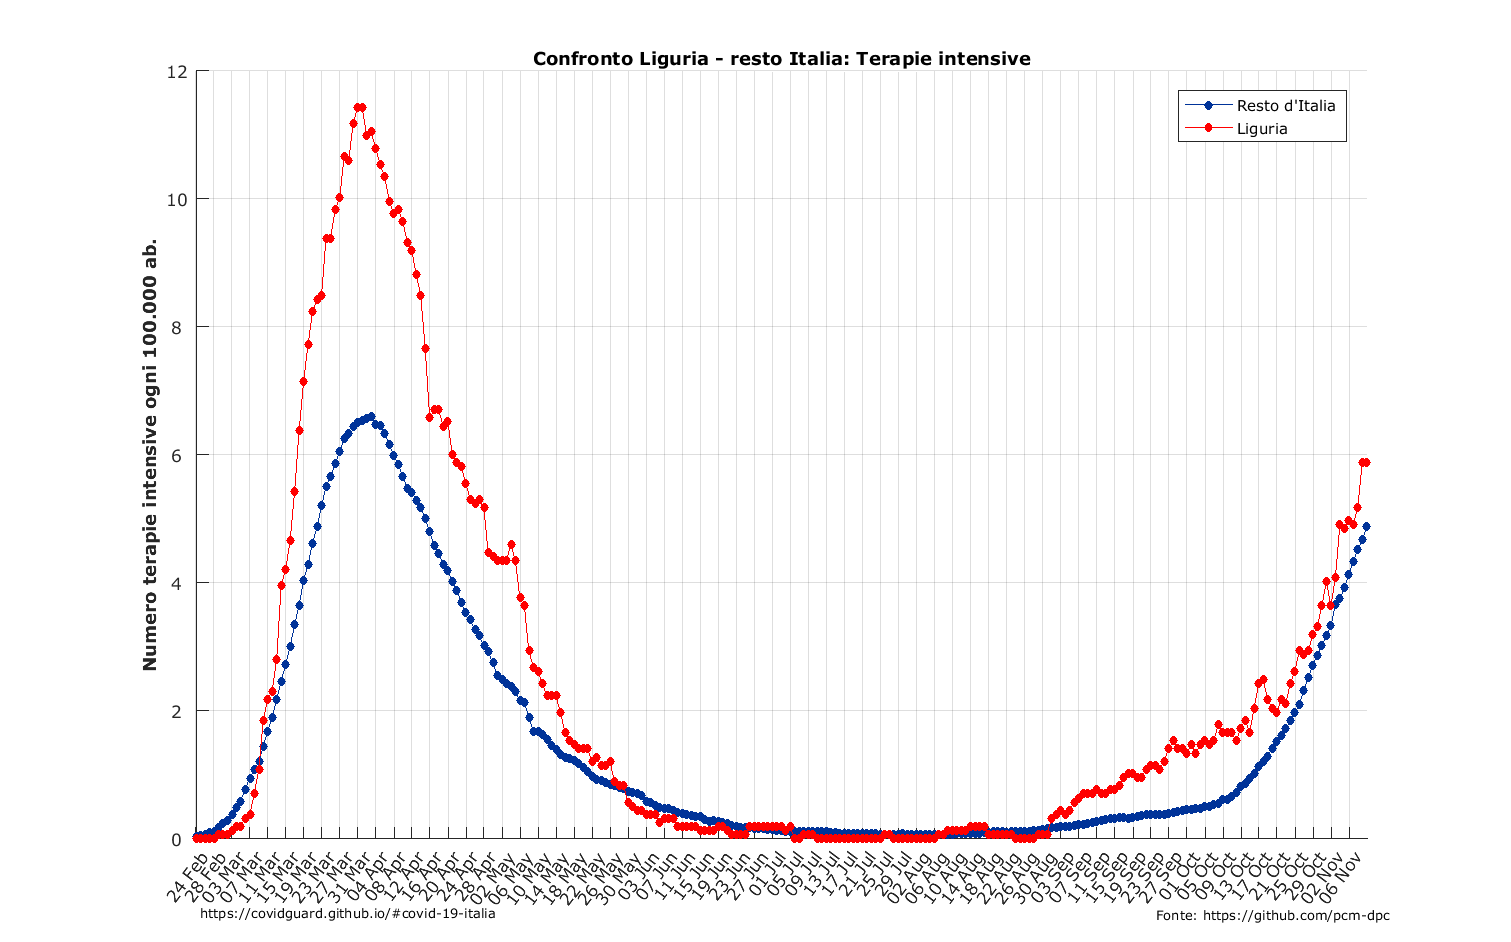 Confronto Liguria - resto Italia: Terapie intensive
12
10
8
6
4
2
0
Numero terapie intensive ogni 100.000 ab.
Resto d'Italia
Liguria
24 Feb
28 Feb
03 Mar
07 Mar
11 Mar
15 Mar
19 Mar
23 Mar
27 Mar
31 Mar
04 Apr
08 Apr
12 Apr
16 Apr
20 Apr
24 Apr
28 Apr
02 May
06 May
10 May
14 May
18 May
22 May
26 May
30 May
03 Jun
07 Jun
11 Jun
15 Jun
19 Jun
23 Jun
27 Jun
01 Jul
05 Jul
09 Jul
13 Jul
17 Jul
21 Jul
25 Jul
29 Jul
02 Aug
06 Aug
10 Aug
14 Aug
18 Aug
22 Aug
26 Aug
30 Aug
03 Sep
07 Sep
11 Sep
15 Sep
19 Sep
23 Sep
27 Sep
01 Oct
05 Oct
09 Oct
13 Oct
17 Oct
21 Oct
25 Oct
29 Oct
02 Nov
06 Nov
https://covidguard.github.io/#covid-19-italia
Fonte: https://github.com/pcm-dpc